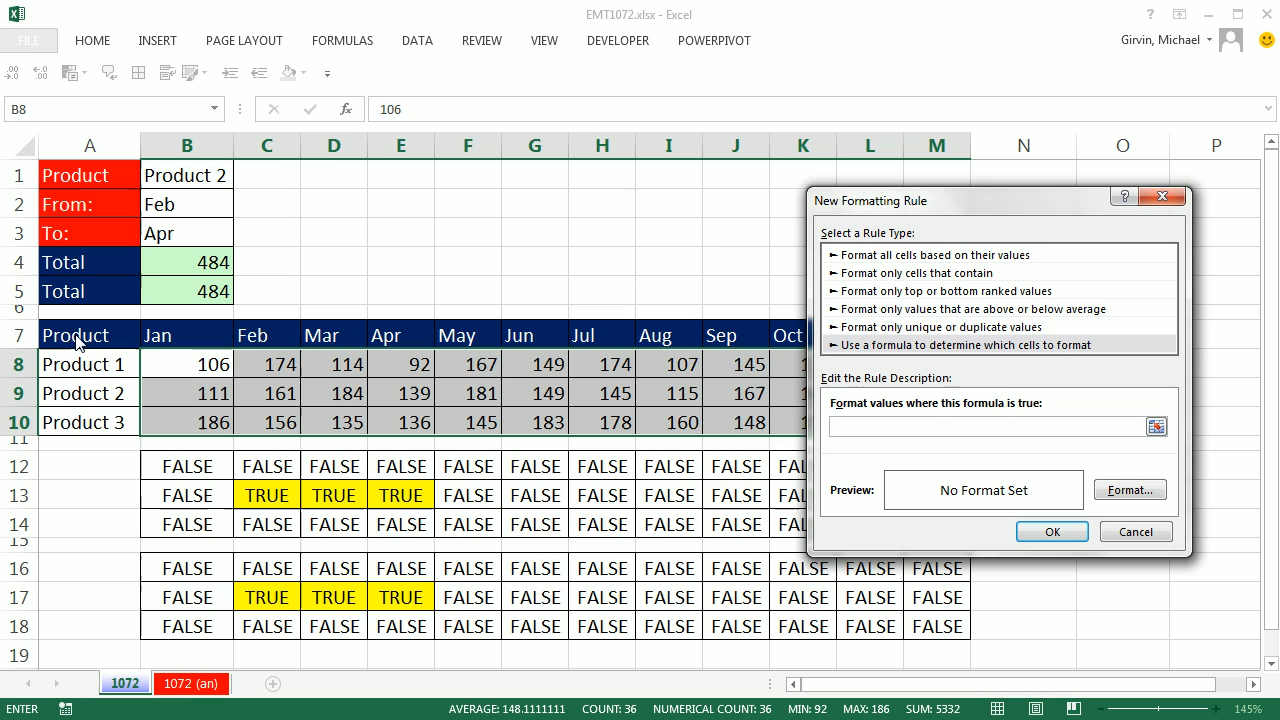 EMT1072.xlsx - Excel
FILE HOME INSERT PAGE LAYOUT FORMULAS DATA REVIEW VIEW DEVELOPER POWERPIVOT Girvin, Michael
B8 fx 106
A B C D E F G H I J K L M N O P
1 Product Product 2
2 From: Feb
3 To: Apr
4 Total 484
5 Total 484
6
7 Product Jan Feb Mar Apr May Jun Jul Aug Sep Oct
8 Product 1 106 174 114 92 167 149 174 107 145
9 Product 2 111 161 184 139 181 149 145 115 167
10 Product 3 186 156 135 136 145 183 178 160 148
11
12 FALSE FALSE FALSE FALSE FALSE FALSE FALSE FALSE FALSE
13 FALSE TRUE TRUE TRUE FALSE FALSE FALSE FALSE FALSE
14 FALSE FALSE FALSE FALSE FALSE FALSE FALSE FALSE FALSE
15
16 FALSE FALSE FALSE FALSE FALSE FALSE FALSE FALSE FALSE FALSE FALSE FALSE
17 FALSE TRUE TRUE TRUE FALSE FALSE FALSE FALSE FALSE FALSE FALSE FALSE
18 FALSE FALSE FALSE FALSE FALSE FALSE FALSE FALSE FALSE FALSE FALSE FALSE
19
New Formatting Rule
Select a Rule Type:
► Format all cells based on their values
► Format only cells that contain
► Format only top or bottom ranked values
► Format only values that are above or below average
► Format only unique or duplicate values
► Use a formula to determine which cells to format
Edit the Rule Description:
Format values where this formula is true:
Preview: No Format Set Format...
OK Cancel
1072 1072 (an)
ENTER AVERAGE: 148.1111111 COUNT: 36 NUMERICAL COUNT: 36 MIN: 92 MAX: 186 SUM: 5332 145%